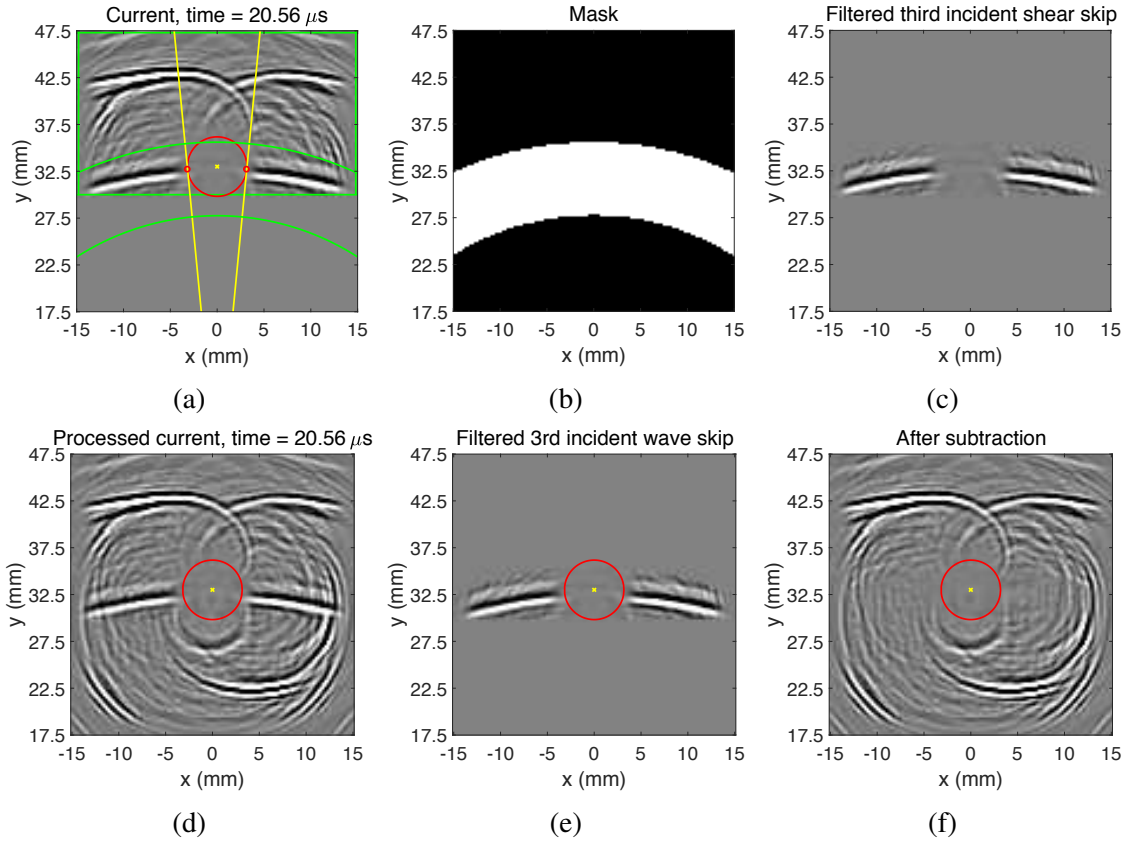 Current, time = 20.56 μs
Mask
Filtered third incident shear skip
47.5
42.5
37.5
32.5
27.5
22.5
17.5
y (mm)
-15 -10 -5 0 5 10 15
x (mm)
47.5
42.5
37.5
32.5
27.5
22.5
17.5
y (mm)
-15 -10 -5 0 5 10 15
x (mm)
47.5
42.5
37.5
32.5
27.5
22.5
17.5
y (mm)
-15 -10 -5 0 5 10 15
x (mm)
(a)
(b)
(c)
Processed current, time = 20.56 μs
Filtered 3rd incident wave skip
After subtraction
47.5
42.5
37.5
32.5
27.5
22.5
17.5
y (mm)
-15 -10 -5 0 5 10 15
x (mm)
47.5
42.5
37.5
32.5
27.5
22.5
17.5
y (mm)
-15 -10 -5 0 5 10 15
x (mm)
47.5
42.5
37.5
32.5
27.5
22.5
17.5
y (mm)
-15 -10 -5 0 5 10 15
x (mm)
(d)
(e)
(f)